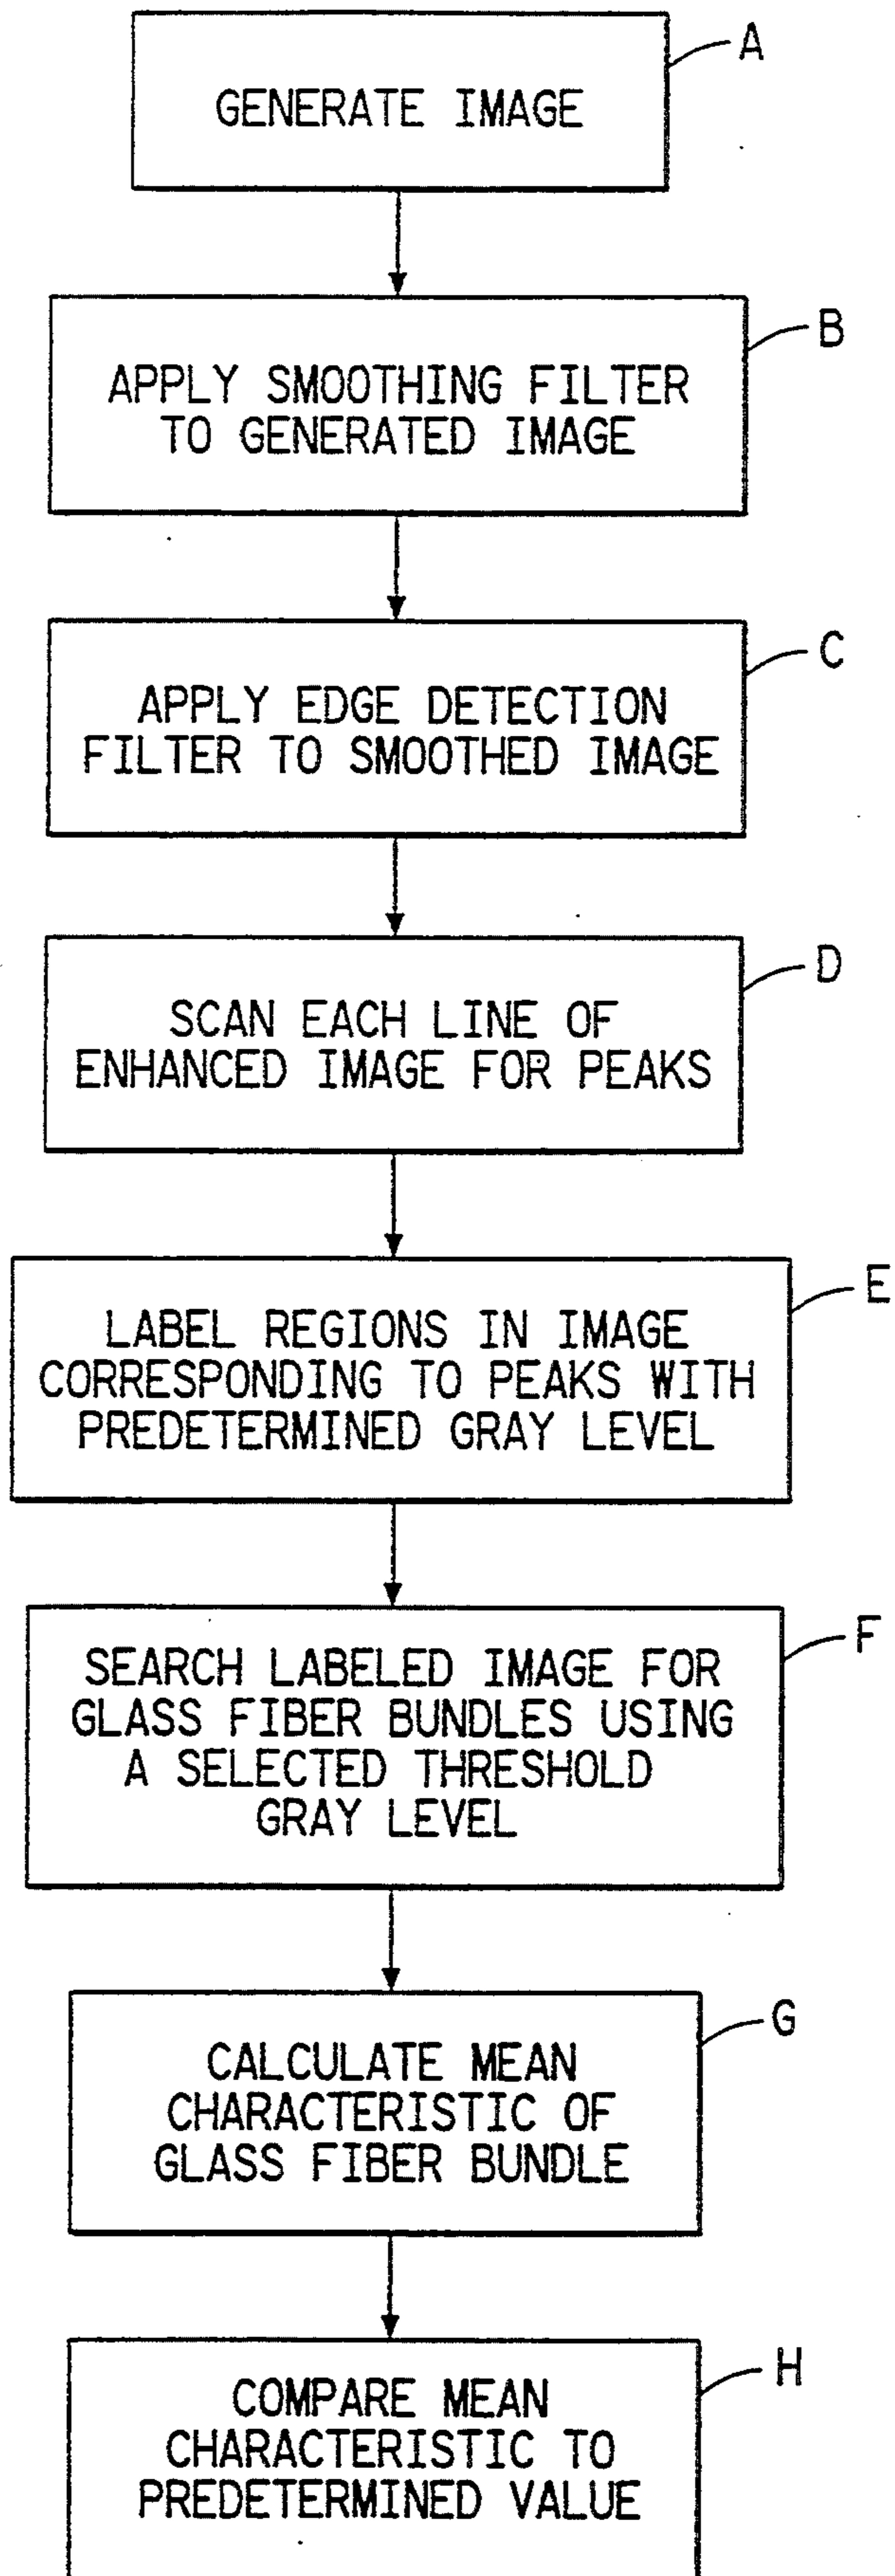 GENERATE IMAGE
A
APPLY SMOOTHING FILTER
TO GENERATED IMAGE
B
APPLY EDGE DETECTION
FILTER TO SMOOTHED IMAGE
C
SCAN EACH LINE OF
ENHANCED IMAGE FOR PEAKS
D
LABEL REGIONS IN IMAGE
CORRESPONDING TO PEAKS WITH
PREDETERMINED GRAY LEVEL
E
SEARCH LABELED IMAGE FOR
GLASS FIBER BUNDLES USING
A SELECTED THRESHOLD
GRAY LEVEL
F
CALCULATE MEAN
CHARACTERISTIC OF
GLASS FIBER BUNDLE
G
COMPARE MEAN
CHARACTERISTIC TO
PREDETERMINED VALUE
H